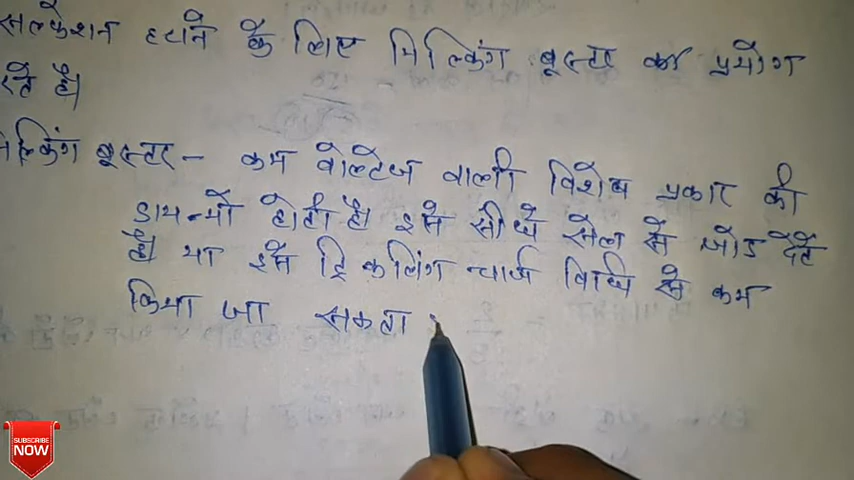 सल्फेशन हटाने के लिए मिल्किंग बूस्टर का प्रयोग
रते है।
मिल्किंग बूस्टर - कम वोल्टेज वाली विशेष प्रकार की
डायनमो होती है इसे सीधे सेल से जोड देते
है या इसे ट्रिकलिंग चार्ज विधि से कम
किया जा सकता
SUBSCRIBE
NOW